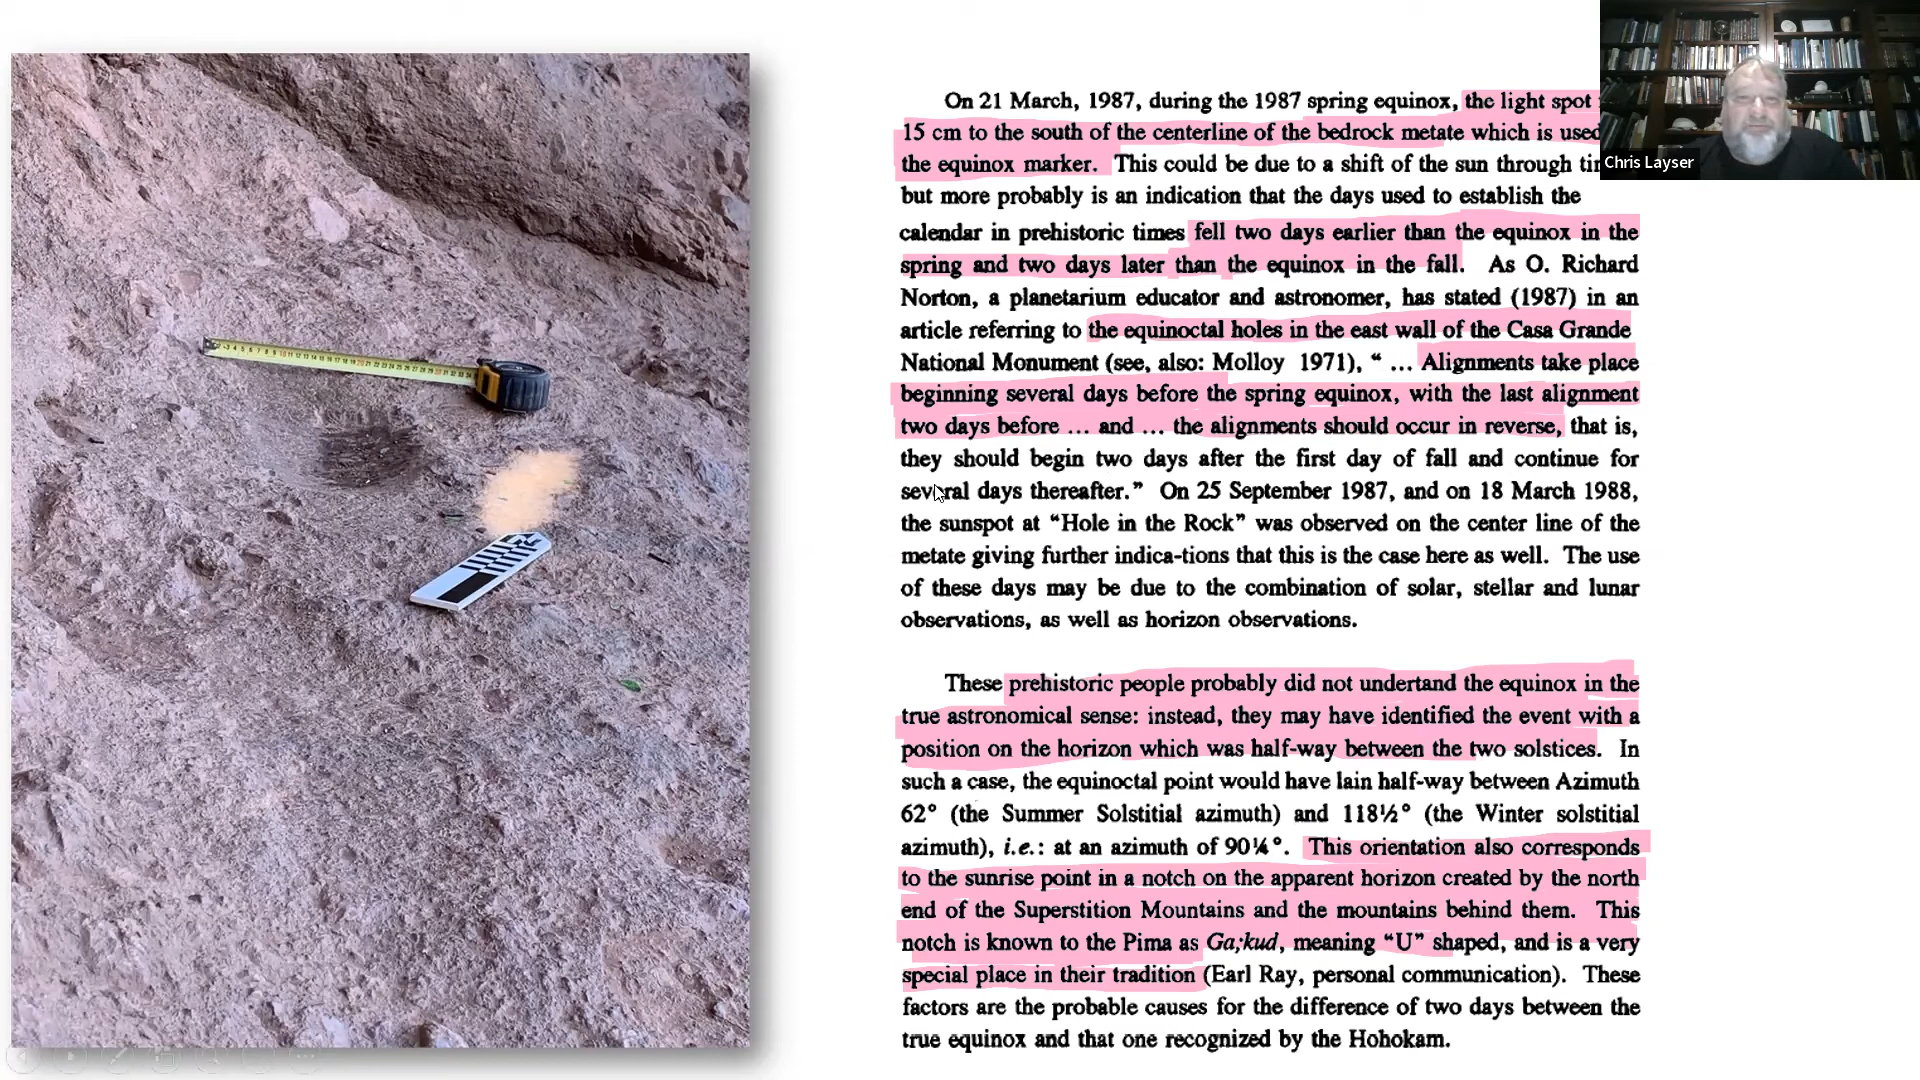 On 21 March, 1987, during the 1987 spring equinox, the light spot
15 cm to the south of the centerline of the bedrock metate which is used
the equinox marker. This could be due to a shift of the sun through
but more probably is an indication that the days used to establish the
calendar in prehistoric times fell two days earlier than the equinox in the
spring and two days later than the equinox in the fall. As O. Richard
Norton, a planetarium educator and astronomer, has stated (1987) in an
article referring to the equinoctal holes in the east wall of the Casa Grande
National Monument (see, also: Molloy 1971), “ ... Alignments take place
beginning several days before the spring equinox, with the last alignment
two days before ... and ... the alignments should occur in reverse, that is,
they should begin two days after the first day of fall and continue for
several days thereafter.” On 25 September 1987, and on 18 March 1988,
the sunspot at “Hole in the Rock” was observed on the center line of the
metate giving further indica-tions that this is the case here as well. The use
of these days may be due to the combination of solar, stellar and lunar
observations, as well as horizon observations.
These prehistoric people probably did not undertand the equinox in the
true astronomical sense: instead, they may have identified the event with a
position on the horizon which was half-way between the two solstices. In
such a case, the equinoctal point would have lain half-way between Azimuth
62° (the Summer Solstitial azimuth) and 118½° (the Winter solstitial
azimuth), i.e.: at an azimuth of 90¼°. This orientation also corresponds
to the sunrise point in a notch on the apparent horizon created by the north
end of the Superstition Mountains and the mountains behind them. This
notch is known to the Pima as Ga;kud, meaning “U” shaped, and is a very
special place in their tradition (Earl Ray, personal communication). These
factors are the probable causes for the difference of two days between the
true equinox and that one recognized by the Hohokam.
Chris Layser